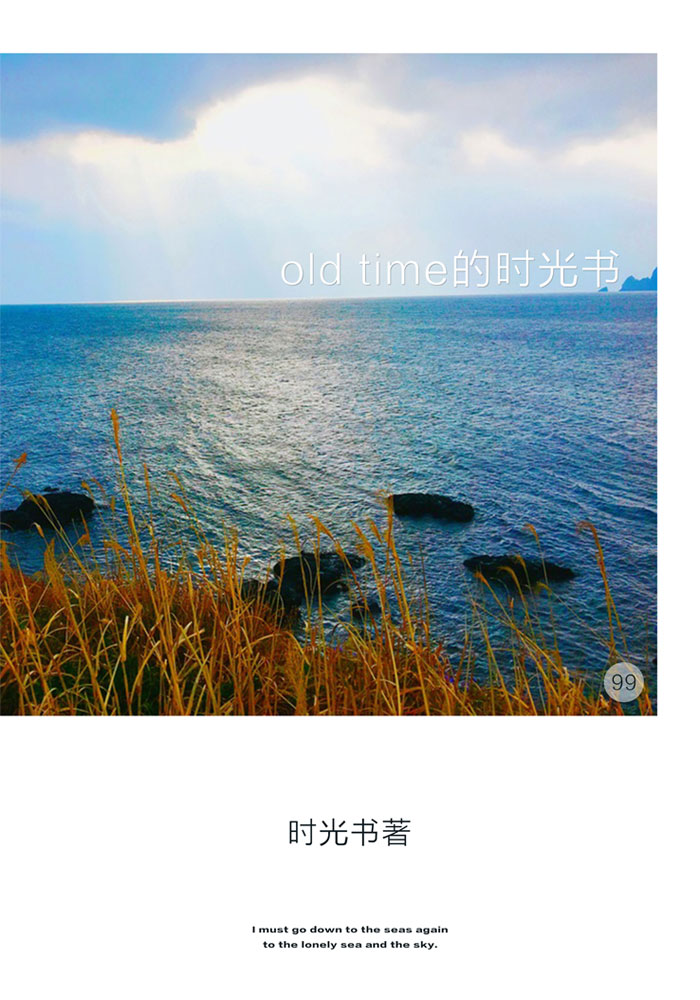 old time的时光书
99
时光书著
I must go down to the seas again
to the lonely sea and the sky.